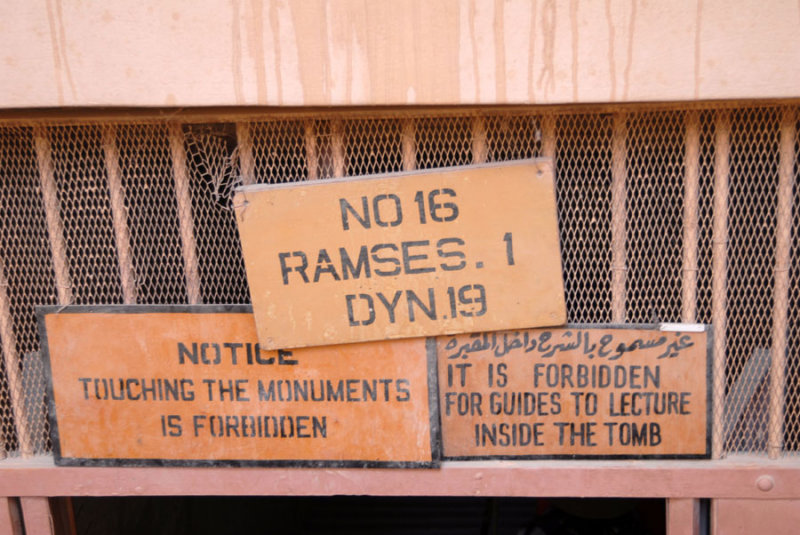 NO 16
RAMSES. 1
DYN.19
NOTICE
TOUCHING THE MONUMENTS
IS FORBIDDEN
غير مسموح بالشرح داخل المقبره
IT IS FORBIDDEN
FOR GUIDES TO LECTURE
INSIDE THE TOMB